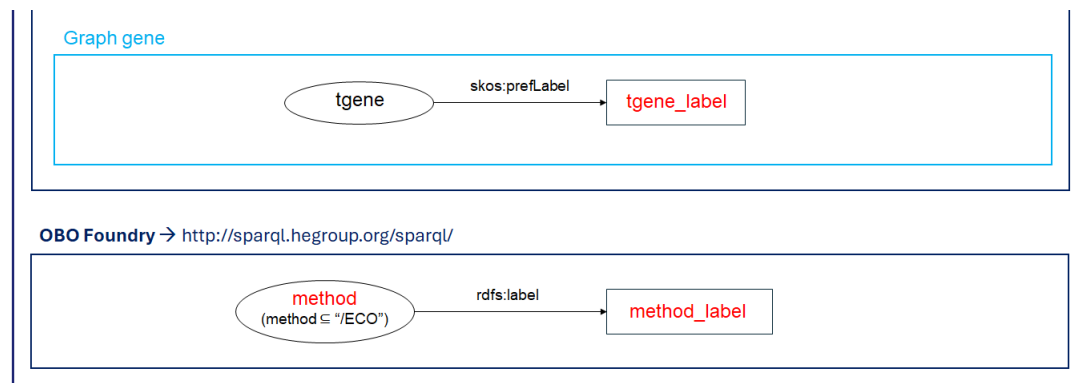 Graph gene
tgene
skos:prefLabel
tgene_label
OBO Foundry → http://sparql.hegroup.org/sparql/
method
(method ⊆ “/ECO”)
rdfs:label
method_label